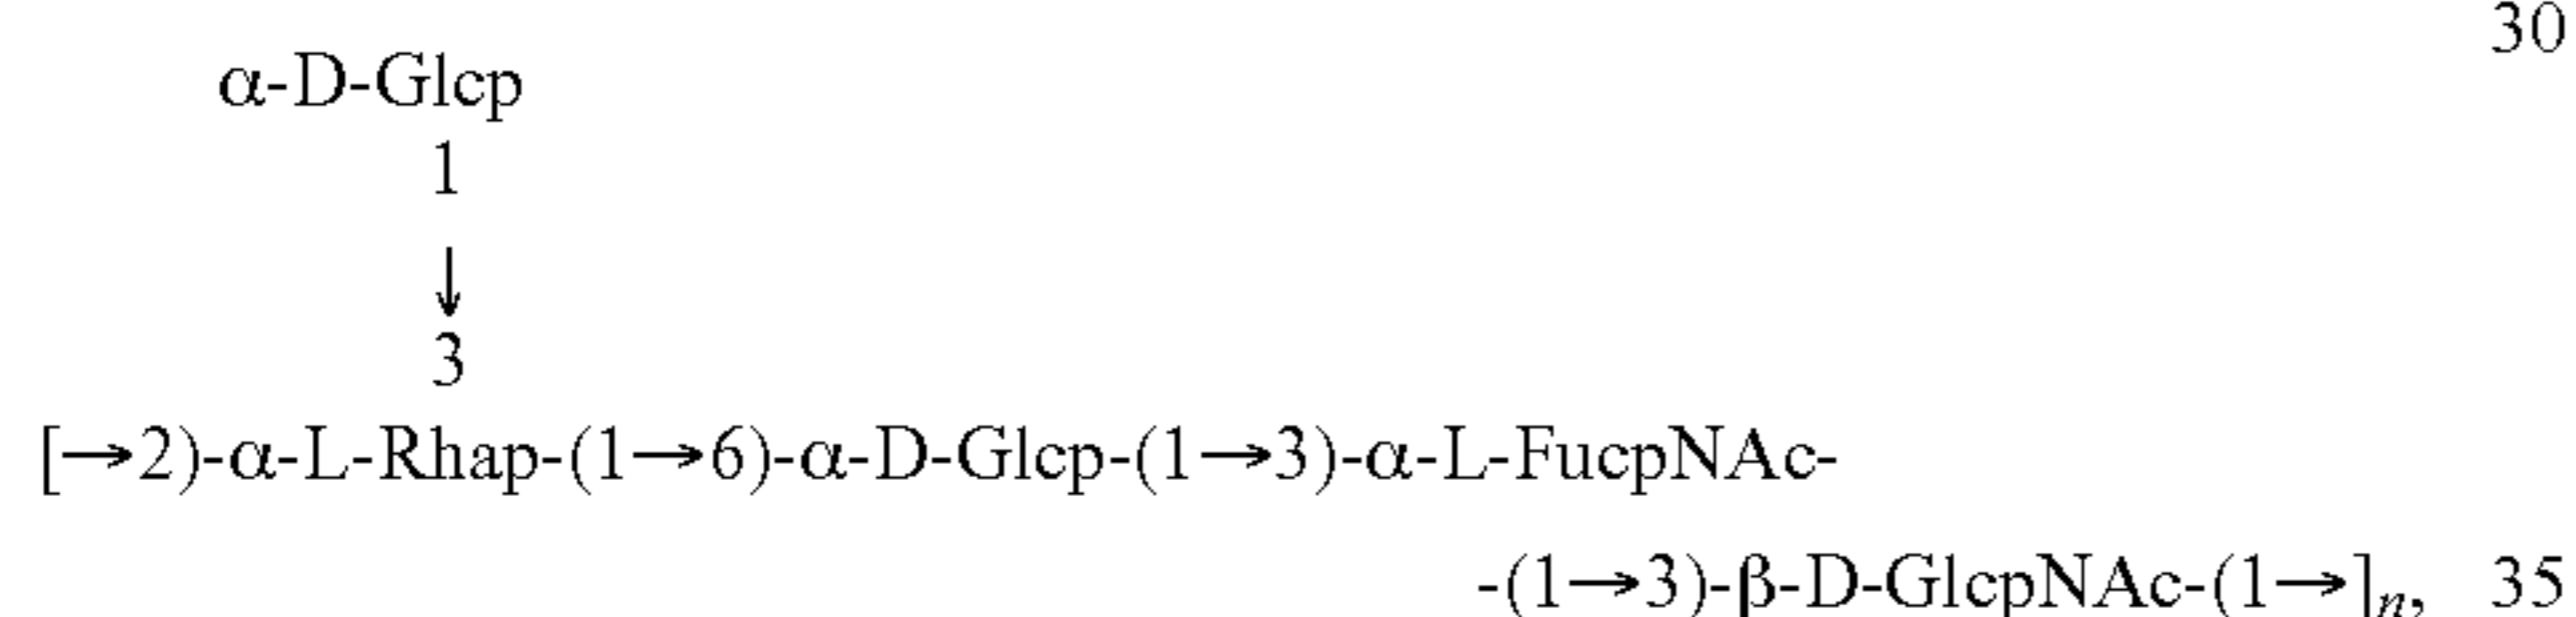 30
α-D-Glcp
1
↓
3
[→2)-α-L-Rhap-(1→6)-α-D-Glcp-(1→3)-α-L-FucpNAc-
-(1→3)-β-D-GlcpNAc-(1→]n, 35